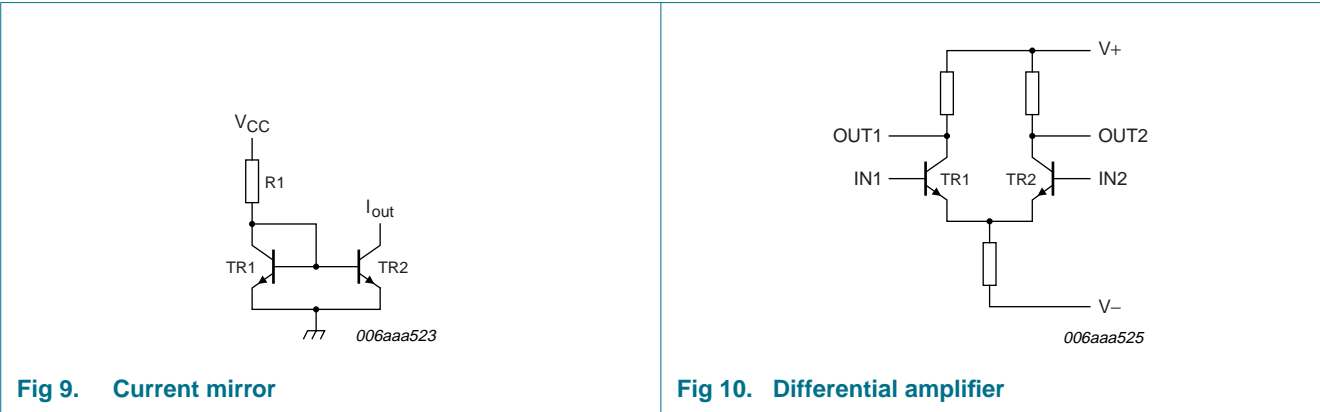 VCC
R1
Iout
TR1
TR2
006aaa523
Fig 9. Current mirror
V+
OUT1
OUT2
IN1
TR1
TR2
IN2
V−
006aaa525
Fig 10. Differential amplifier